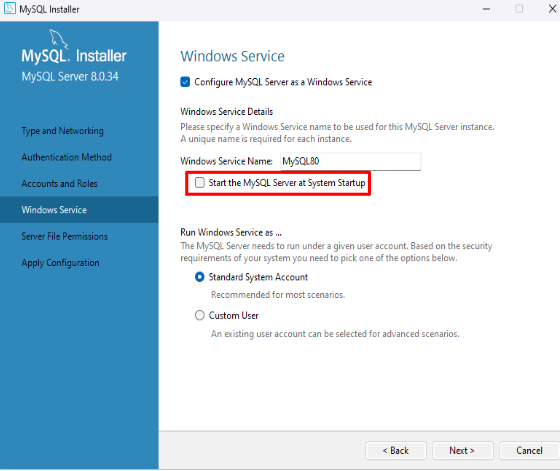 MySQL Installer
MySQL. Installer
MySQL Server 8.0.34
Type and Networking
Authentication Method
Accounts and Roles
Windows Service
Server File Permissions
Apply Configuration
Windows Service
Configure MySQL Server as a Windows Service
Windows Service Details
Please specify a Windows Service name to be used for this MySQL Server instance.
A unique name is required for each instance.
Windows Service Name: MySQL80
Start the MySQL Server at System Startup
Run Windows Service as ...
The MySQL Server needs to run under a given user account. Based on the security
requirements of your system you need to pick one of the options below.
Standard System Account
Recommended for most scenarios.
Custom User
An existing user account can be selected for advanced scenarios.
< Back Next > Cancel